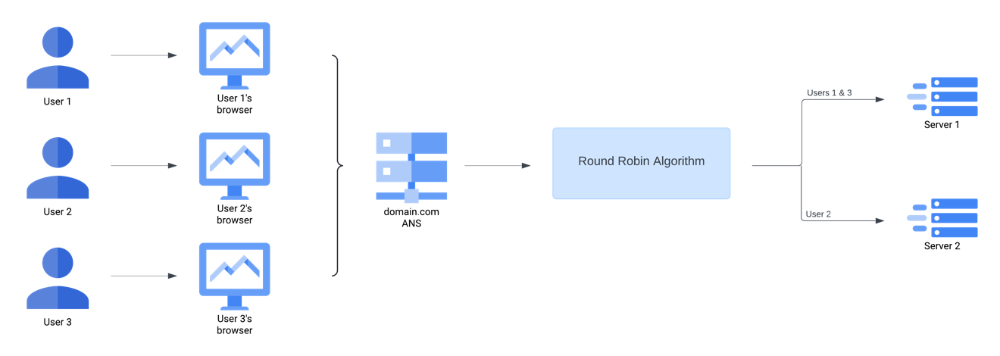 User 1
User 1's
browser
User 2
User 2's
browser
User 3
User 3's
browser
domain.com
ANS
Round Robin Algorithm
Users 1 & 3
Server 1
User 2
Server 2